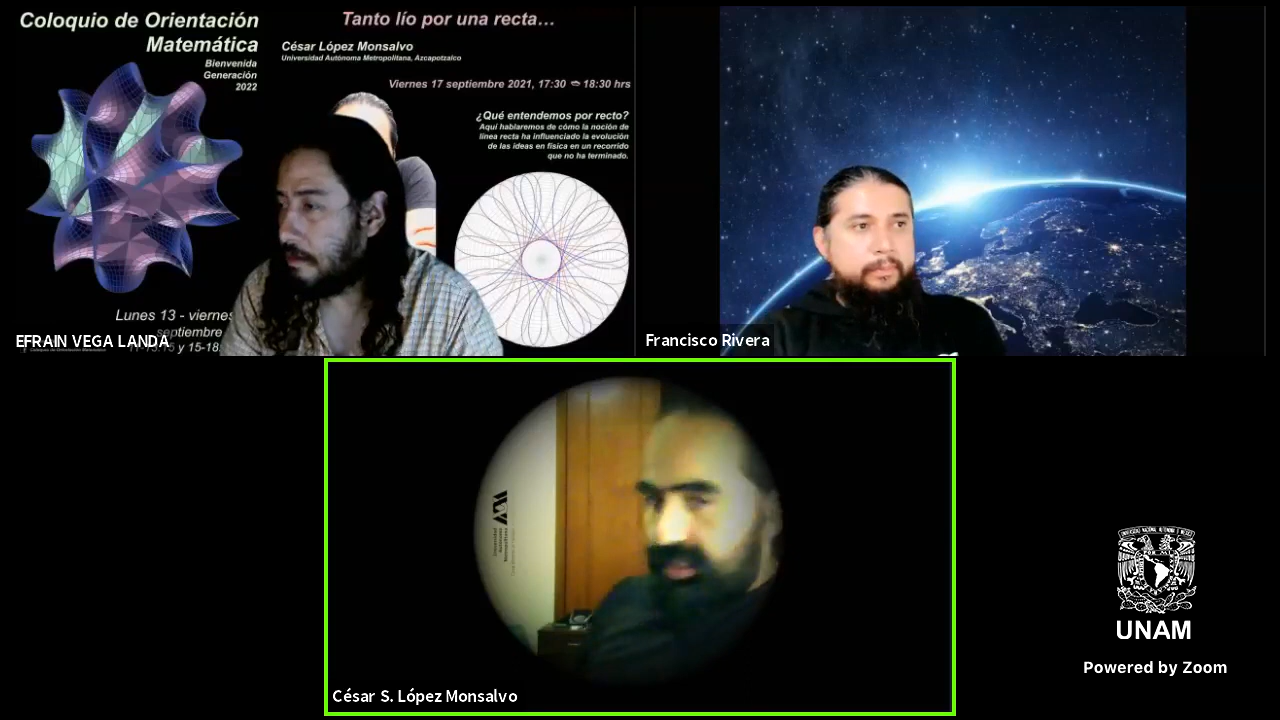 Coloquio de Orientación
Matemática
Bienvenida
Generación
2022
Tanto lío por una recta...
César López Monsalvo
Universidad Autónoma Metropolitana, Azcapotzalco
Viernes 17 septiembre 2021, 17:30 18:30 hrs
¿Qué entendemos por recto?
Aquí hablaremos de cómo la noción de
línea recta ha influenciado la evolución
de las ideas en física en un recorrido
que no ha terminado.
Lunes 13 - viernes
septiembre
y 15-18:
EFRAIN VEGA LANDA
Francisco Rivera
César S. López Monsalvo
UNAM
Powered by Zoom